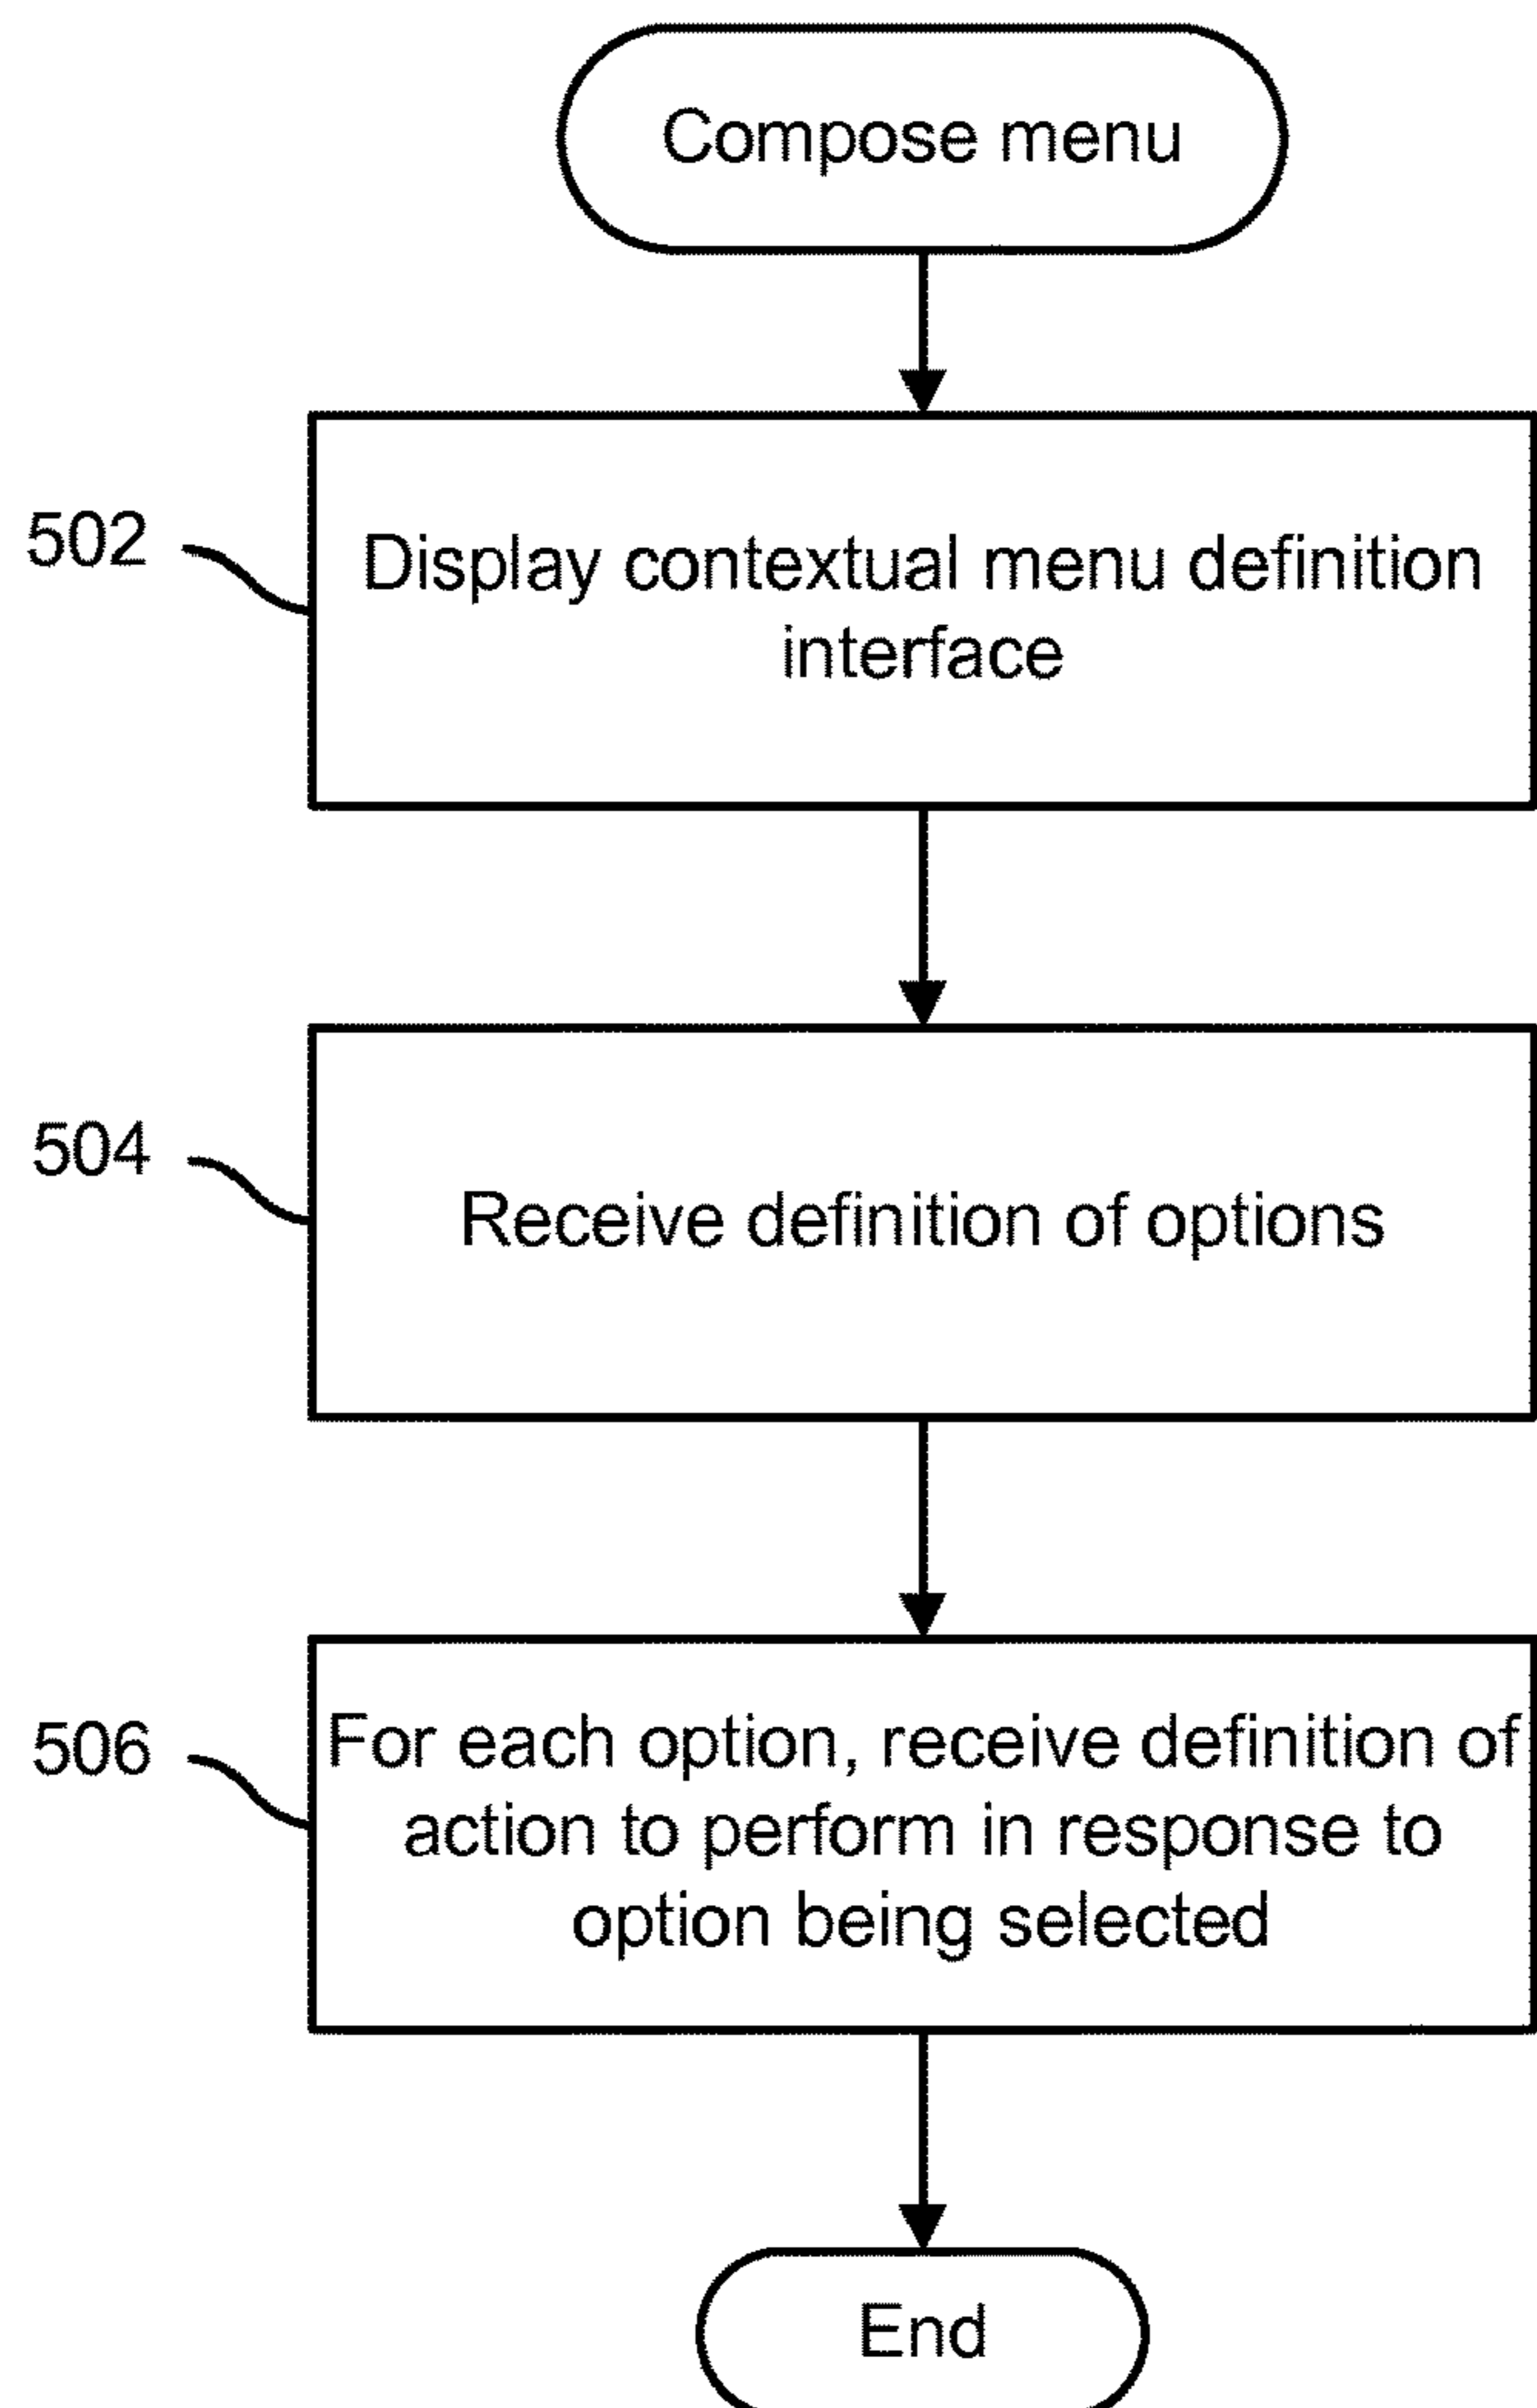 Compose menu
502
Display contextual menu definition
interface
504
Receive definition of options
506
For each option, receive definition of
action to perform in response to
option being selected
End